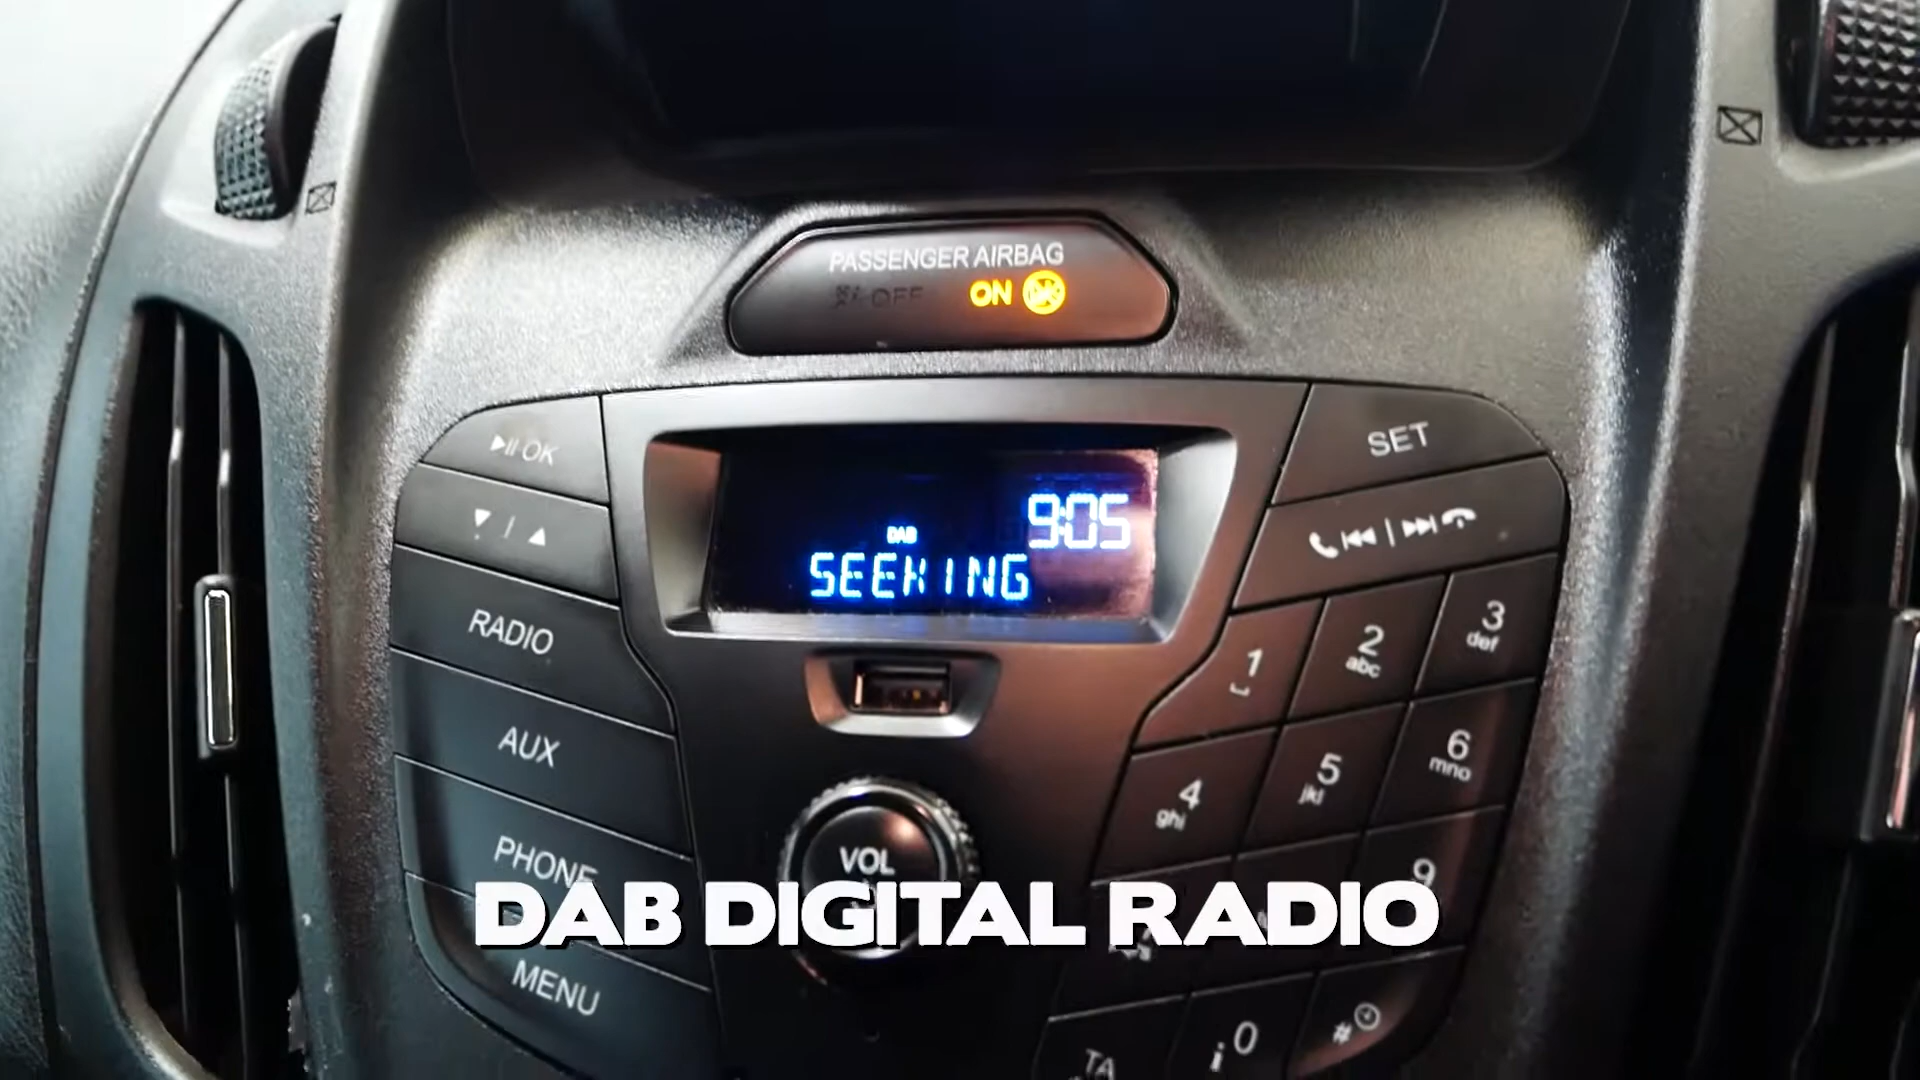 PASSENGER AIRBAG
OFF ON
OK
SET
9:05
DAB
SEEKING
RADIO
1
2
abc
3
def
AUX
4
ghi
5
jkl
6
mno
PHONE
VOL
9
DAB DIGITAL RADIO
MENU
TA
i 0
#